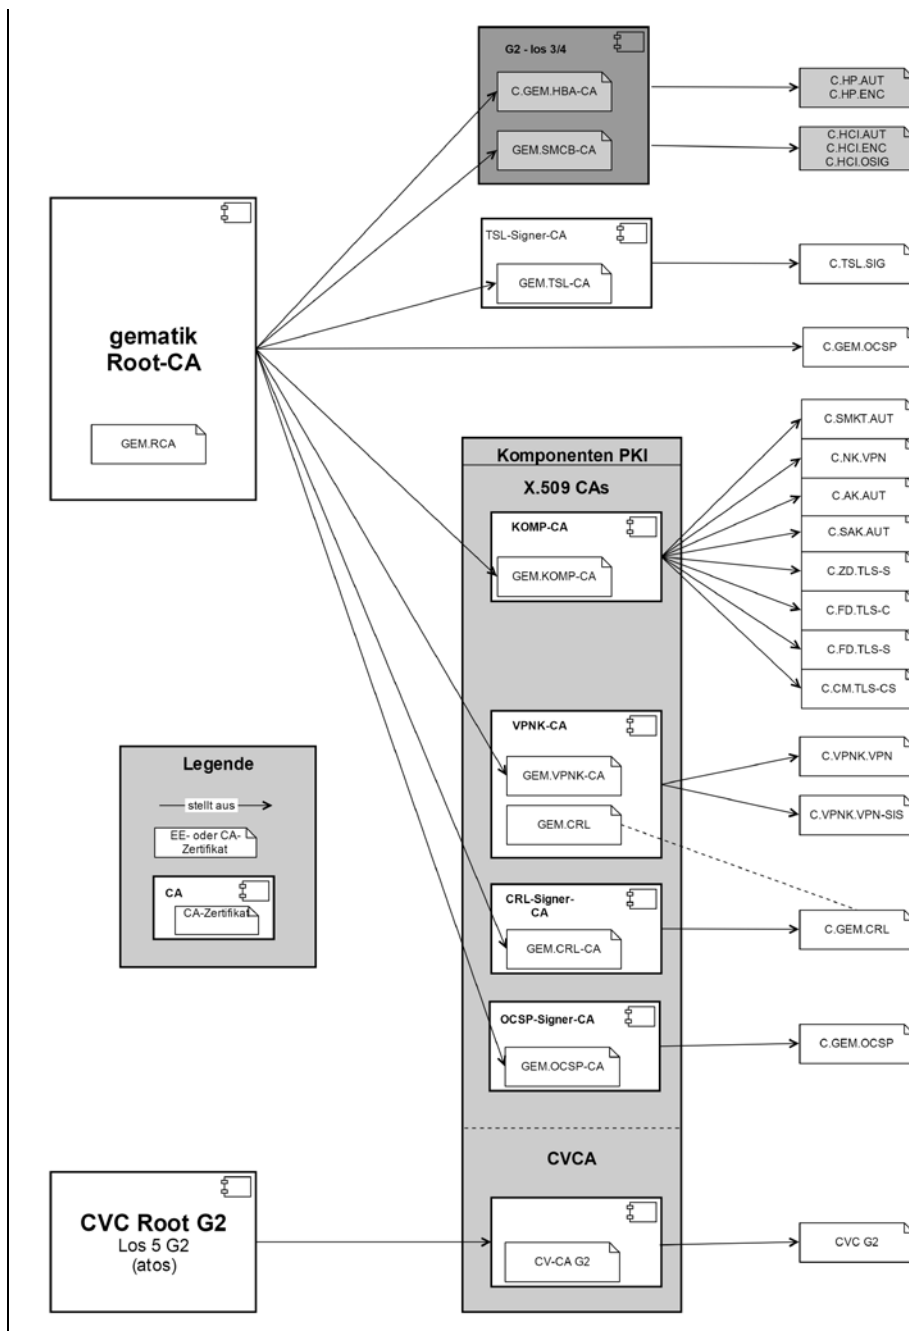 G2 - los 3/4
C.GEM.HBA-CA
GEM.SMCB-CA
C.HP.AUT
C.HP.ENC
C.HCI.AUT
C.HCI.ENC
C.HCI.OSIG
TSL-Signer-CA
GEM.TSL-CA
C.TSL.SIG
gematik
Root-CA
GEM.RCA
C.GEM.OCSP
Komponenten PKI
X.509 CAs
KOMP-CA
GEM.KOMP-CA
C.SMKT.AUT
C.NK.VPN
C.AK.AUT
C.SAK.AUT
C.ZD.TLS-S
C.FD.TLS-C
C.FD.TLS-S
C.CM.TLS-CS
VPNK-CA
GEM.VPNK-CA
GEM.CRL
C.VPNK.VPN
C.VPNK.VPN-SIS
Legende
stellt aus
EE- oder CA-
Zertifikat
CA
CA-Zertifikat
CRL-Signer-
CA
GEM.CRL-CA
C.GEM.CRL
OCSP-Signer-CA
GEM.OCSP-CA
C.GEM.OCSP
CVCA
CVC Root G2
Los 5 G2
(atos)
CV-CA G2
CVC G2